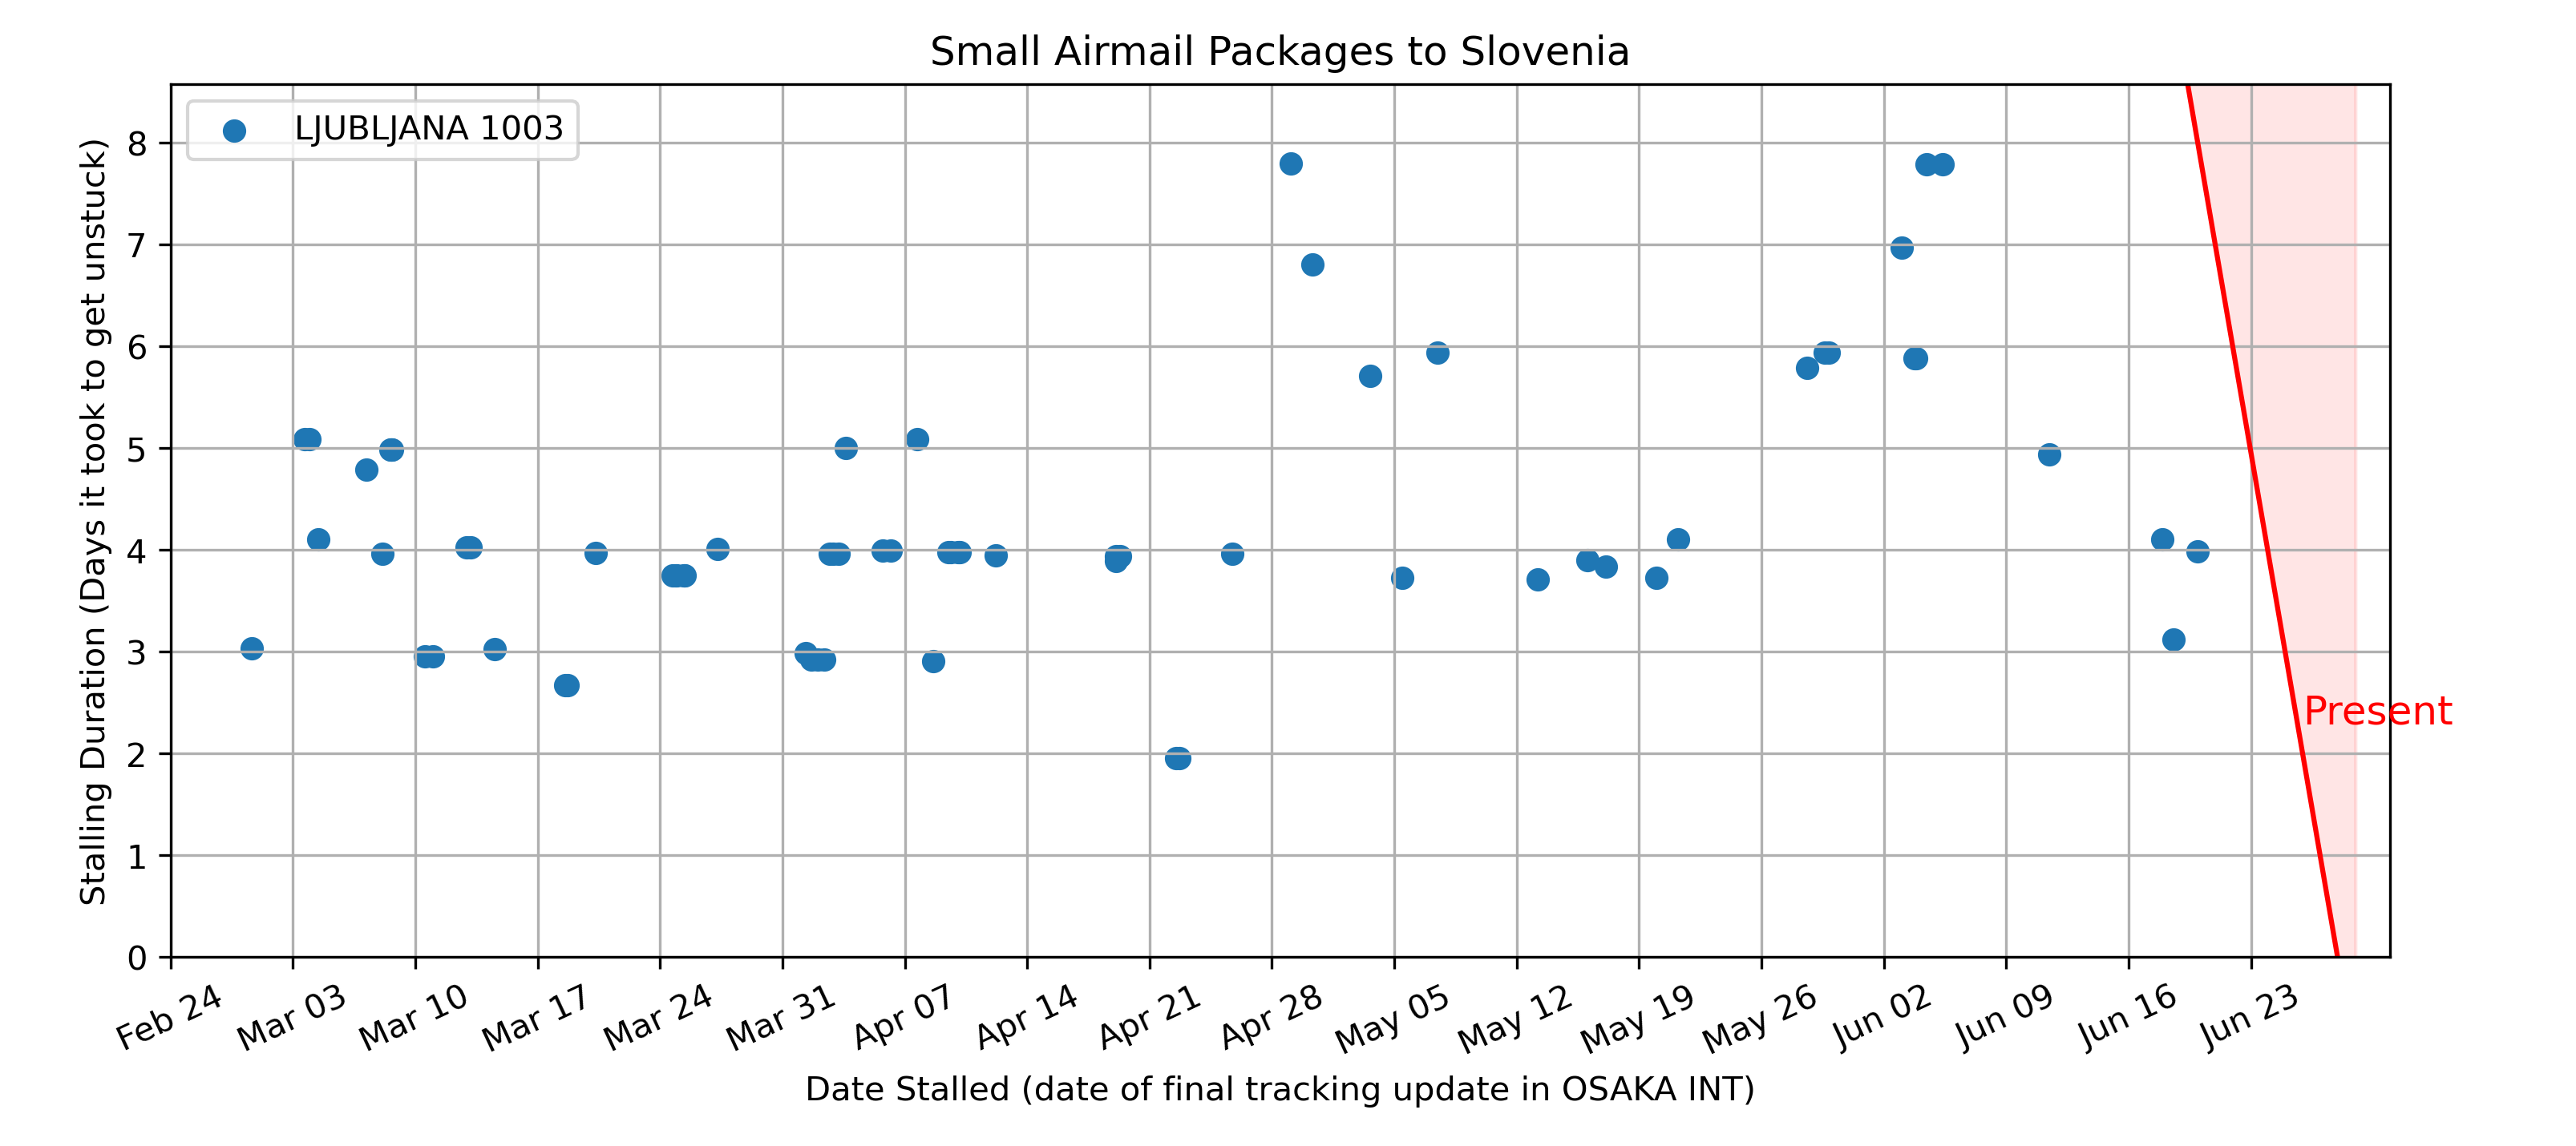 Small Airmail Packages to Slovenia
LJUBLJANA 1003
Stalling Duration (Days it took to get unstuck)
8
7
6
5
4
3
2
1
0
Present
Feb 24 Mar 03 Mar 10 Mar 17 Mar 24 Mar 31 Apr 07 Apr 14 Apr 21 Apr 28 May 05 May 12 May 19 May 26 Jun 02 Jun 09 Jun 16 Jun 23
Date Stalled (date of final tracking update in OSAKA INT)